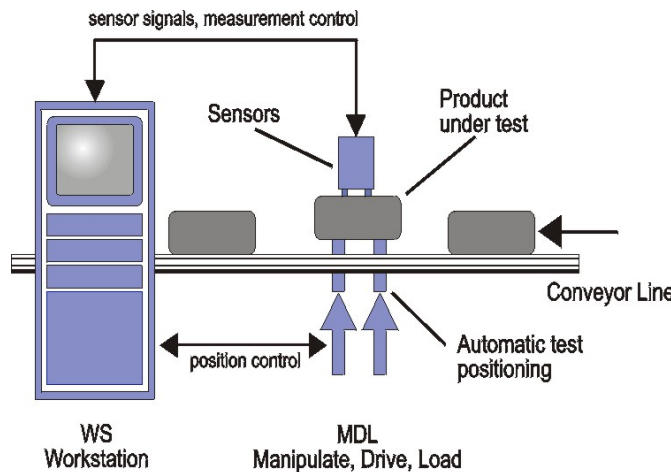 sensor signals, measurement control
Sensors
Product
under test
Conveyor Line
position control
Automatic test
positioning
WS
Workstation
MDL
Manipulate, Drive, Load